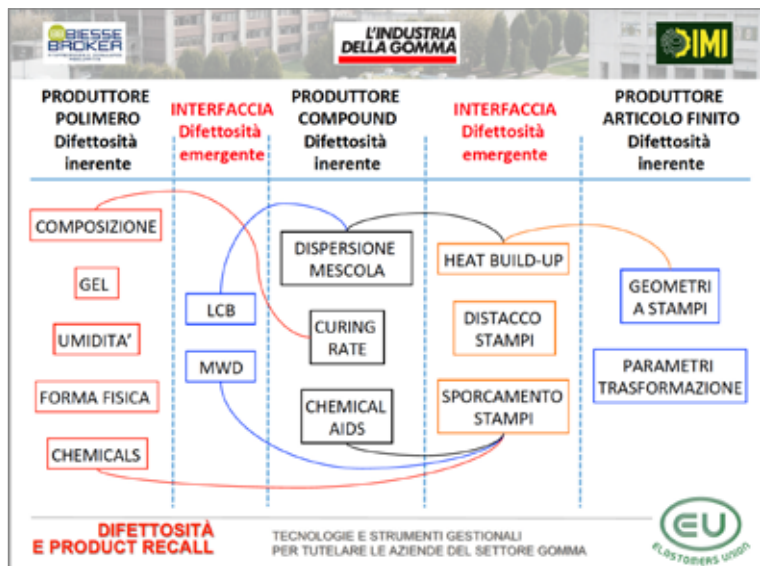 BIESSE
BROKER
L'INDUSTRIA
DELLA GOMMA
IMI
PRODUTTORE
POLIMERO
Difettosità
inerente
INTERFACCIA
Difettosità
emergente
PRODUTTORE
COMPOUND
Difettosità
inerente
INTERFACCIA
Difettosità
emergente
PRODUTTORE
ARTICOLO FINITO
Difettosità
inerente
COMPOSIZIONE
GEL
UMIDITA'
FORMA FISICA
CHEMICALS
LCB
MWD
DISPERSIONE
MESCOLA
CURING
RATE
CHEMICAL
AIDS
HEAT BUILD-UP
DISTACCO
STAMPI
SPORCAMENTO
STAMPI
GEOMETRI
A STAMPI
PARAMETRI
TRASFORMAZIONE
DIFETTOSITÀ
E PRODUCT RECALL
TECNOLOGIE E STRUMENTI GESTIONALI
PER TUTELARE LE AZIENDE DEL SETTORE GOMMA
EU
ELASTOMERS UNION